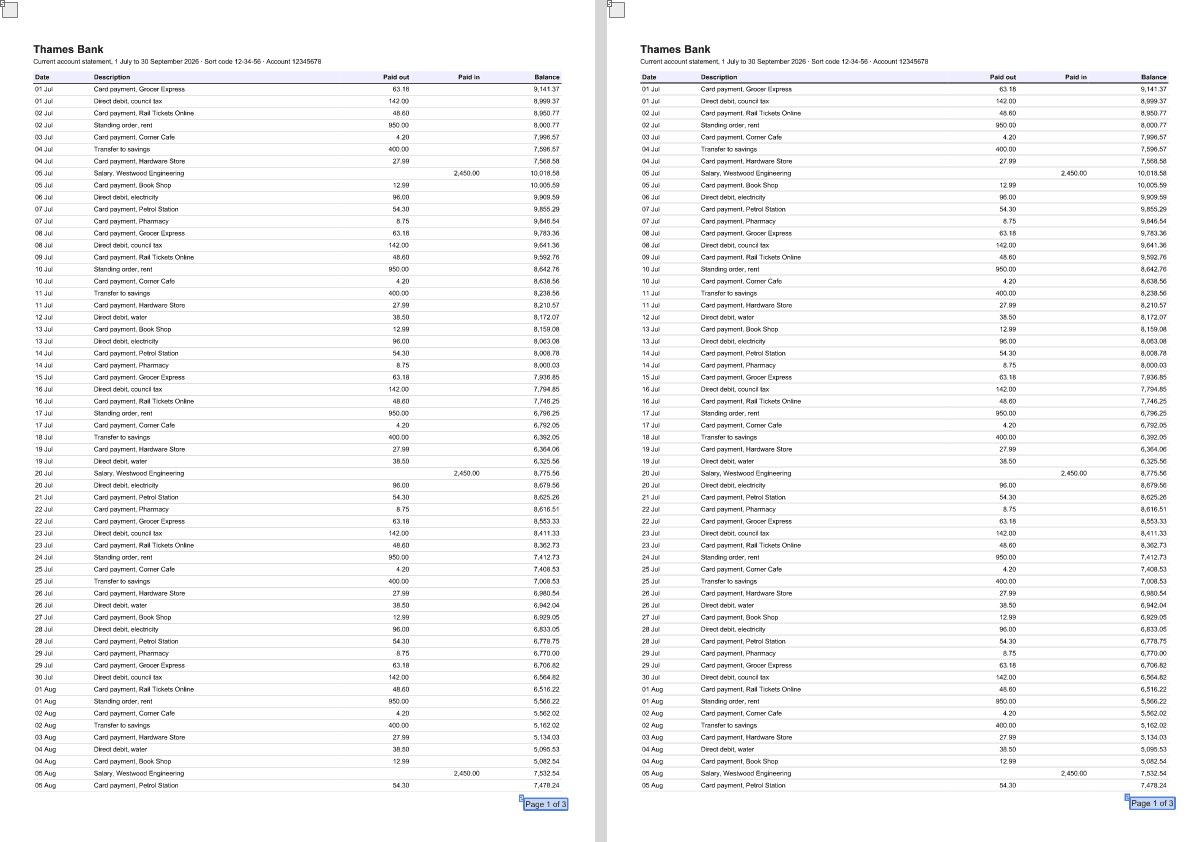 Thames Bank
Current account statement, 1 July to 30 September 2026 · Sort code 12-34-56 · Account 12345678
Date Description Paid out Paid in Balance
01 Jul Card payment, Grocer Express 63.18 9,141.37
01 Jul Direct debit, council tax 142.00 8,999.37
02 Jul Card payment, Rail Tickets Online 48.60 8,950.77
02 Jul Standing order, rent 950.00 8,000.77
03 Jul Card payment, Corner Cafe 4.20 7,996.57
04 Jul Transfer to savings 400.00 7,596.57
04 Jul Card payment, Hardware Store 27.99 7,568.58
05 Jul Salary, Westwood Engineering 2,450.00 10,018.58
05 Jul Card payment, Book Shop 12.99 10,005.59
06 Jul Direct debit, electricity 96.00 9,909.59
07 Jul Card payment, Petrol Station 54.30 9,855.29
07 Jul Card payment, Pharmacy 8.75 9,846.54
08 Jul Card payment, Grocer Express 63.18 9,783.36
08 Jul Direct debit, council tax 142.00 9,641.36
09 Jul Card payment, Rail Tickets Online 48.60 9,592.76
10 Jul Standing order, rent 950.00 8,642.76
10 Jul Card payment, Corner Cafe 4.20 8,638.56
11 Jul Transfer to savings 400.00 8,238.56
11 Jul Card payment, Hardware Store 27.99 8,210.57
12 Jul Direct debit, water 38.50 8,172.07
13 Jul Card payment, Book Shop 12.99 8,159.08
13 Jul Direct debit, electricity 96.00 8,063.08
14 Jul Card payment, Petrol Station 54.30 8,008.78
14 Jul Card payment, Pharmacy 8.75 8,000.03
15 Jul Card payment, Grocer Express 63.18 7,936.85
16 Jul Direct debit, council tax 142.00 7,794.85
16 Jul Card payment, Rail Tickets Online 48.60 7,746.25
17 Jul Standing order, rent 950.00 6,796.25
17 Jul Card payment, Corner Cafe 4.20 6,792.05
18 Jul Transfer to savings 400.00 6,392.05
19 Jul Card payment, Hardware Store 27.99 6,364.06
19 Jul Direct debit, water 38.50 6,325.56
20 Jul Salary, Westwood Engineering 2,450.00 8,775.56
20 Jul Direct debit, electricity 96.00 8,679.56
21 Jul Card payment, Petrol Station 54.30 8,625.26
22 Jul Card payment, Pharmacy 8.75 8,616.51
22 Jul Card payment, Grocer Express 63.18 8,553.33
23 Jul Direct debit, council tax 142.00 8,411.33
23 Jul Card payment, Rail Tickets Online 48.60 8,362.73
24 Jul Standing order, rent 950.00 7,412.73
25 Jul Card payment, Corner Cafe 4.20 7,408.53
25 Jul Transfer to savings 400.00 7,008.53
26 Jul Card payment, Hardware Store 27.99 6,980.54
26 Jul Direct debit, water 38.50 6,942.04
27 Jul Card payment, Book Shop 12.99 6,929.05
28 Jul Direct debit, electricity 96.00 6,833.05
28 Jul Card payment, Petrol Station 54.30 6,778.75
29 Jul Card payment, Pharmacy 8.75 6,770.00
29 Jul Card payment, Grocer Express 63.18 6,706.82
30 Jul Direct debit, council tax 142.00 6,564.82
01 Aug Card payment, Rail Tickets Online 48.60 6,516.22
01 Aug Standing order, rent 950.00 5,566.22
02 Aug Card payment, Corner Cafe 4.20 5,562.02
02 Aug Transfer to savings 400.00 5,162.02
03 Aug Card payment, Hardware Store 27.99 5,134.03
04 Aug Direct debit, water 38.50 5,095.53
04 Aug Card payment, Book Shop 12.99 5,082.54
05 Aug Salary, Westwood Engineering 2,450.00 7,532.54
05 Aug Card payment, Petrol Station 54.30 7,478.24
Page 1 of 3
Thames Bank
Current account statement, 1 July to 30 September 2026 · Sort code 12-34-56 · Account 12345678
Date Description Paid out Paid in Balance
01 Jul Card payment, Grocer Express 63.18 9,141.37
01 Jul Direct debit, council tax 142.00 8,999.37
02 Jul Card payment, Rail Tickets Online 48.60 8,950.77
02 Jul Standing order, rent 950.00 8,000.77
03 Jul Card payment, Corner Cafe 4.20 7,996.57
04 Jul Transfer to savings 400.00 7,596.57
04 Jul Card payment, Hardware Store 27.99 7,568.58
05 Jul Salary, Westwood Engineering 2,450.00 10,018.58
05 Jul Card payment, Book Shop 12.99 10,005.59
06 Jul Direct debit, electricity 96.00 9,909.59
07 Jul Card payment, Petrol Station 54.30 9,855.29
07 Jul Card payment, Pharmacy 8.75 9,846.54
08 Jul Card payment, Grocer Express 63.18 9,783.36
08 Jul Direct debit, council tax 142.00 9,641.36
09 Jul Card payment, Rail Tickets Online 48.60 9,592.76
10 Jul Standing order, rent 950.00 8,642.76
10 Jul Card payment, Corner Cafe 4.20 8,638.56
11 Jul Transfer to savings 400.00 8,238.56
11 Jul Card payment, Hardware Store 27.99 8,210.57
12 Jul Direct debit, water 38.50 8,172.07
13 Jul Card payment, Book Shop 12.99 8,159.08
13 Jul Direct debit, electricity 96.00 8,063.08
14 Jul Card payment, Petrol Station 54.30 8,008.78
14 Jul Card payment, Pharmacy 8.75 8,000.03
15 Jul Card payment, Grocer Express 63.18 7,936.85
16 Jul Direct debit, council tax 142.00 7,794.85
16 Jul Card payment, Rail Tickets Online 48.60 7,746.25
17 Jul Standing order, rent 950.00 6,796.25
17 Jul Card payment, Corner Cafe 4.20 6,792.05
18 Jul Transfer to savings 400.00 6,392.05
19 Jul Card payment, Hardware Store 27.99 6,364.06
19 Jul Direct debit, water 38.50 6,325.56
20 Jul Salary, Westwood Engineering 2,450.00 8,775.56
20 Jul Direct debit, electricity 96.00 8,679.56
21 Jul Card payment, Petrol Station 54.30 8,625.26
22 Jul Card payment, Pharmacy 8.75 8,616.51
22 Jul Card payment, Grocer Express 63.18 8,553.33
23 Jul Direct debit, council tax 142.00 8,411.33
23 Jul Card payment, Rail Tickets Online 48.60 8,362.73
24 Jul Standing order, rent 950.00 7,412.73
25 Jul Card payment, Corner Cafe 4.20 7,408.53
25 Jul Transfer to savings 400.00 7,008.53
26 Jul Card payment, Hardware Store 27.99 6,980.54
26 Jul Direct debit, water 38.50 6,942.04
27 Jul Card payment, Book Shop 12.99 6,929.05
28 Jul Direct debit, electricity 96.00 6,833.05
28 Jul Card payment, Petrol Station 54.30 6,778.75
29 Jul Card payment, Pharmacy 8.75 6,770.00
29 Jul Card payment, Grocer Express 63.18 6,706.82
30 Jul Direct debit, council tax 142.00 6,564.82
01 Aug Card payment, Rail Tickets Online 48.60 6,516.22
01 Aug Standing order, rent 950.00 5,566.22
02 Aug Card payment, Corner Cafe 4.20 5,562.02
02 Aug Transfer to savings 400.00 5,162.02
03 Aug Card payment, Hardware Store 27.99 5,134.03
04 Aug Direct debit, water 38.50 5,095.53
04 Aug Card payment, Book Shop 12.99 5,082.54
05 Aug Salary, Westwood Engineering 2,450.00 7,532.54
05 Aug Card payment, Petrol Station 54.30 7,478.24
Page 1 of 3